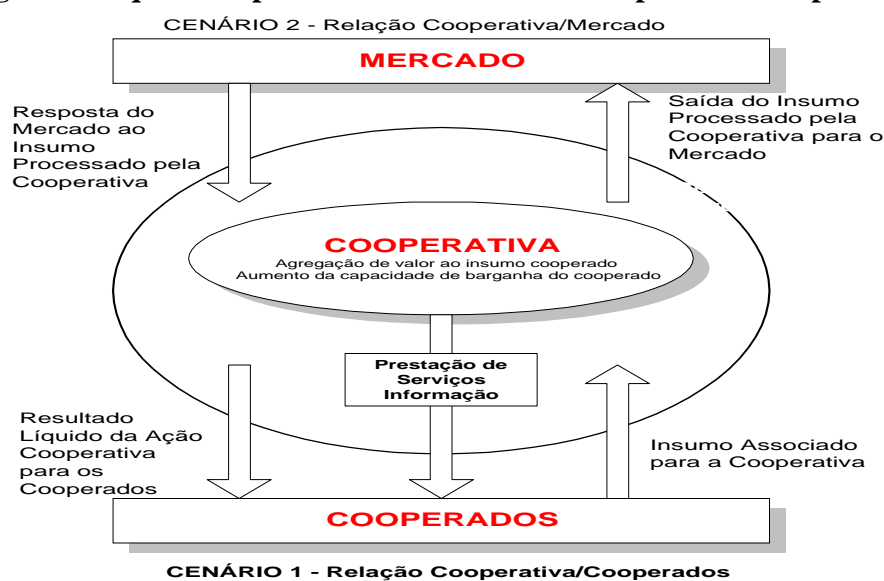 CENÁRIO 2 - Relação Cooperativa/Mercado
MERCADO
Resposta do
Mercado ao
Insumo
Processado pela
Cooperativa
Saída do Insumo
Processado pela
Cooperativa para o
Mercado
COOPERATIVA
Agregação de valor ao insumo cooperado
Aumento da capacidade de barganha do cooperado
Prestação de
Serviços
Informação
Resultado
Líquido da Ação
Cooperativa
para os
Cooperados
Insumo Associado
para a Cooperativa
COOPERADOS
CENÁRIO 1 - Relação Cooperativa/Cooperados